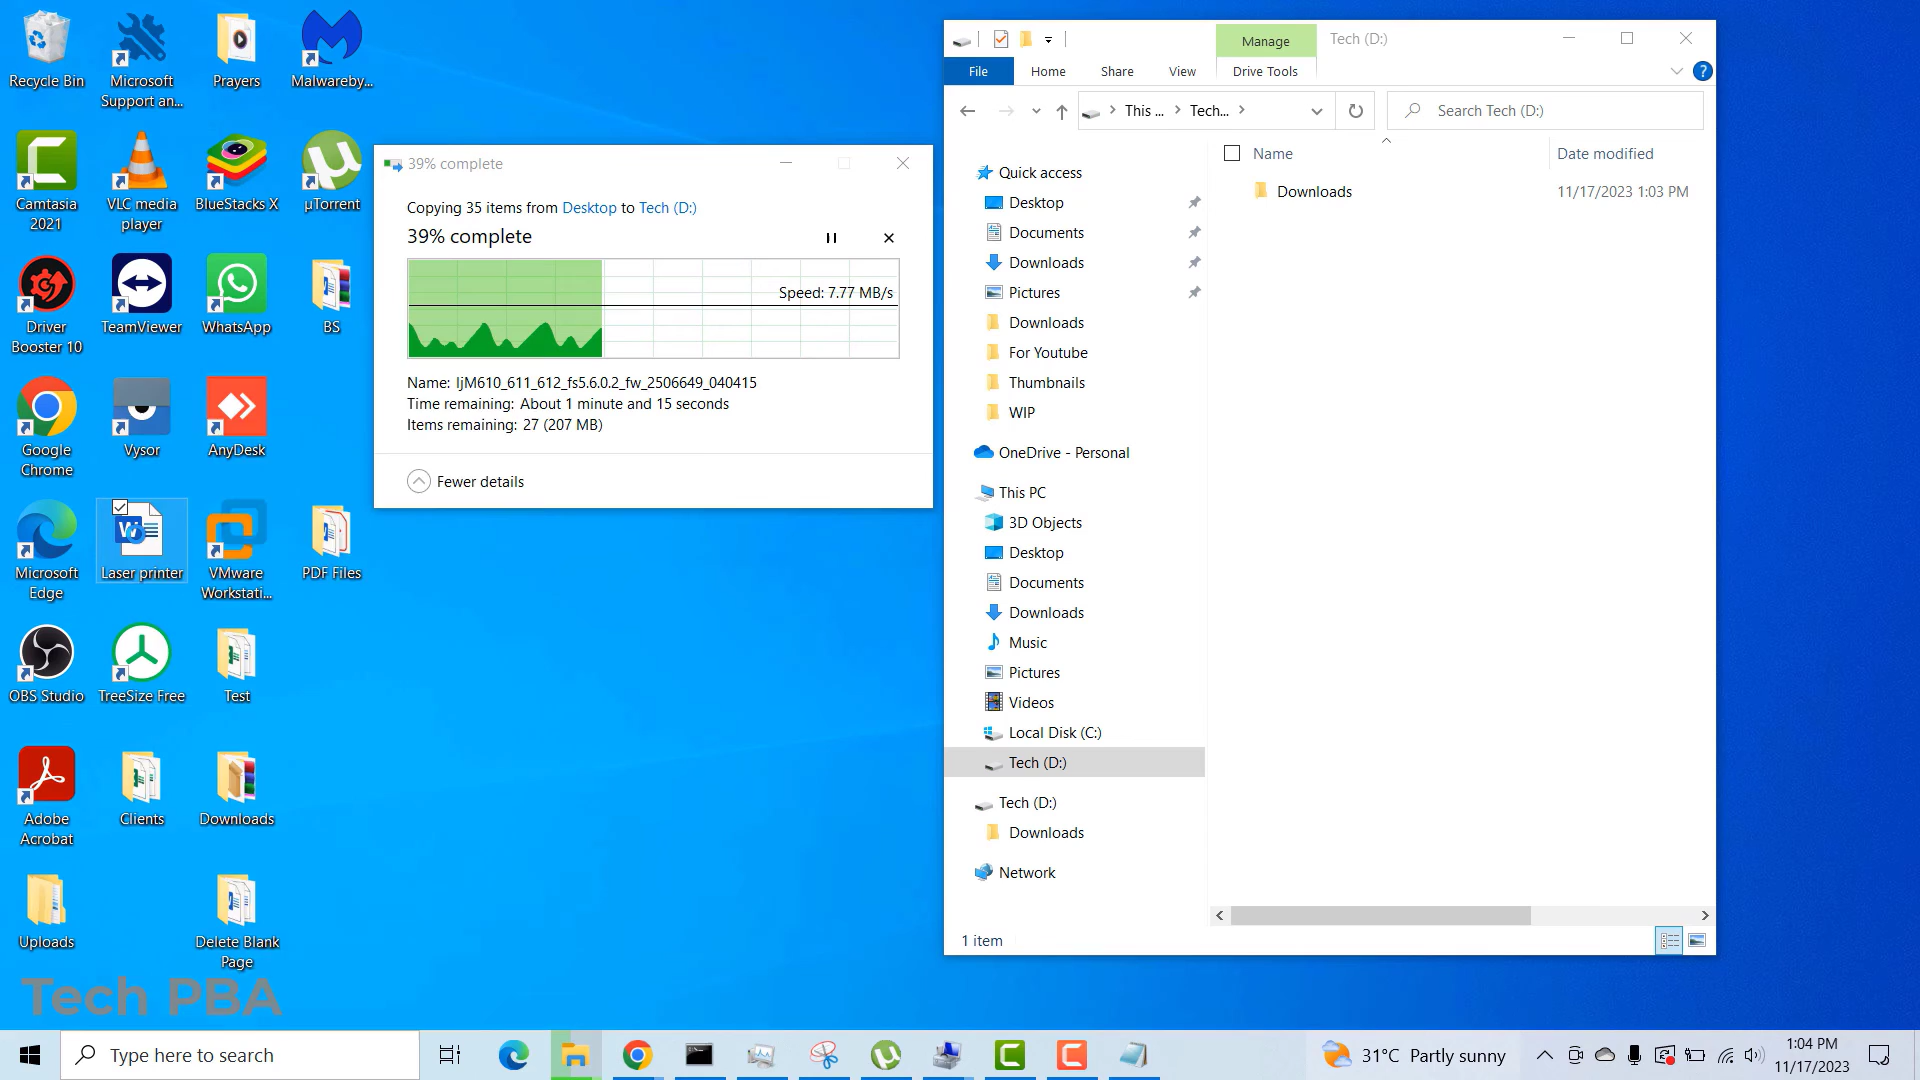 Recycle Bin
Microsoft
Support an...
Prayers
Malwareby...
Camtasia
2021
VLC media
player
BlueStacks X
µTorrent
Driver
Booster 10
TeamViewer
WhatsApp
BS
Google
Chrome
Vysor
AnyDesk
Microsoft
Edge
Laser printer
VMware
Workstati...
PDF Files
OBS Studio
TreeSize Free
Test
Adobe
Acrobat
Clients
Downloads
Uploads
Delete Blank
Page
Tech PBA
39% complete
Copying 35 items from Desktop to Tech (D:)
39% complete
Speed: 7.77 MB/s
Name: ljM610_611_612_fs5.6.0.2_fw_2506649_040415
Time remaining: About 1 minute and 15 seconds
Items remaining: 27 (207 MB)
Fewer details
Manage
Tech (D:)
File
Home
Share
View
Drive Tools
This ...
Tech...
Search Tech (D:)
Quick access
Desktop
Documents
Downloads
Pictures
Downloads
For Youtube
Thumbnails
WIP
OneDrive - Personal
This PC
3D Objects
Desktop
Documents
Downloads
Music
Pictures
Videos
Local Disk (C:)
Tech (D:)
Tech (D:)
Downloads
Network
Name
Date modified
Downloads
11/17/2023 1:03 PM
1 item
Type here to search
31°C Partly sunny
1:04 PM
11/17/2023